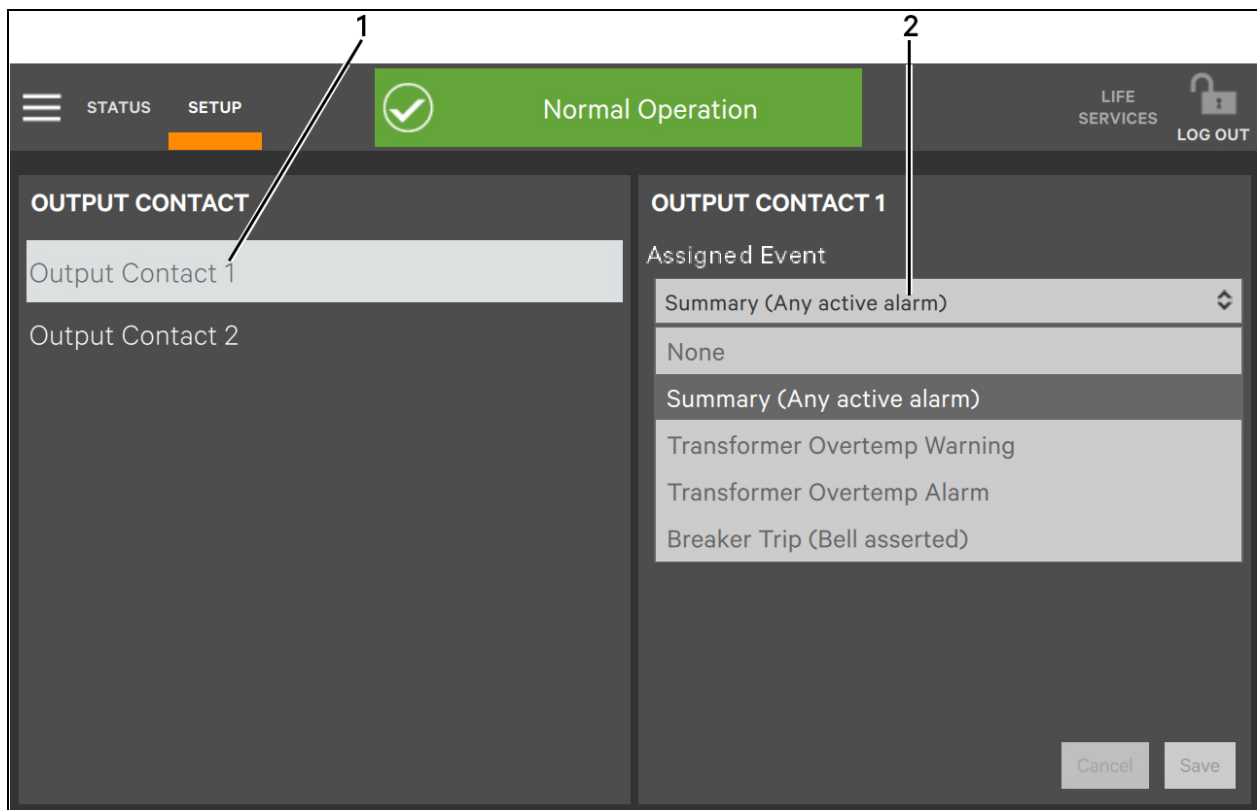 1
2
STATUS
SETUP
Normal Operation
LIFE
SERVICES
LOG OUT
OUTPUT CONTACT
Output Contact 1
Output Contact 2
OUTPUT CONTACT 1
Assigned Event
Summary (Any active alarm)
None
Summary (Any active alarm)
Transformer Overtemp Warning
Transformer Overtemp Alarm
Breaker Trip (Bell asserted)
Cancel
Save